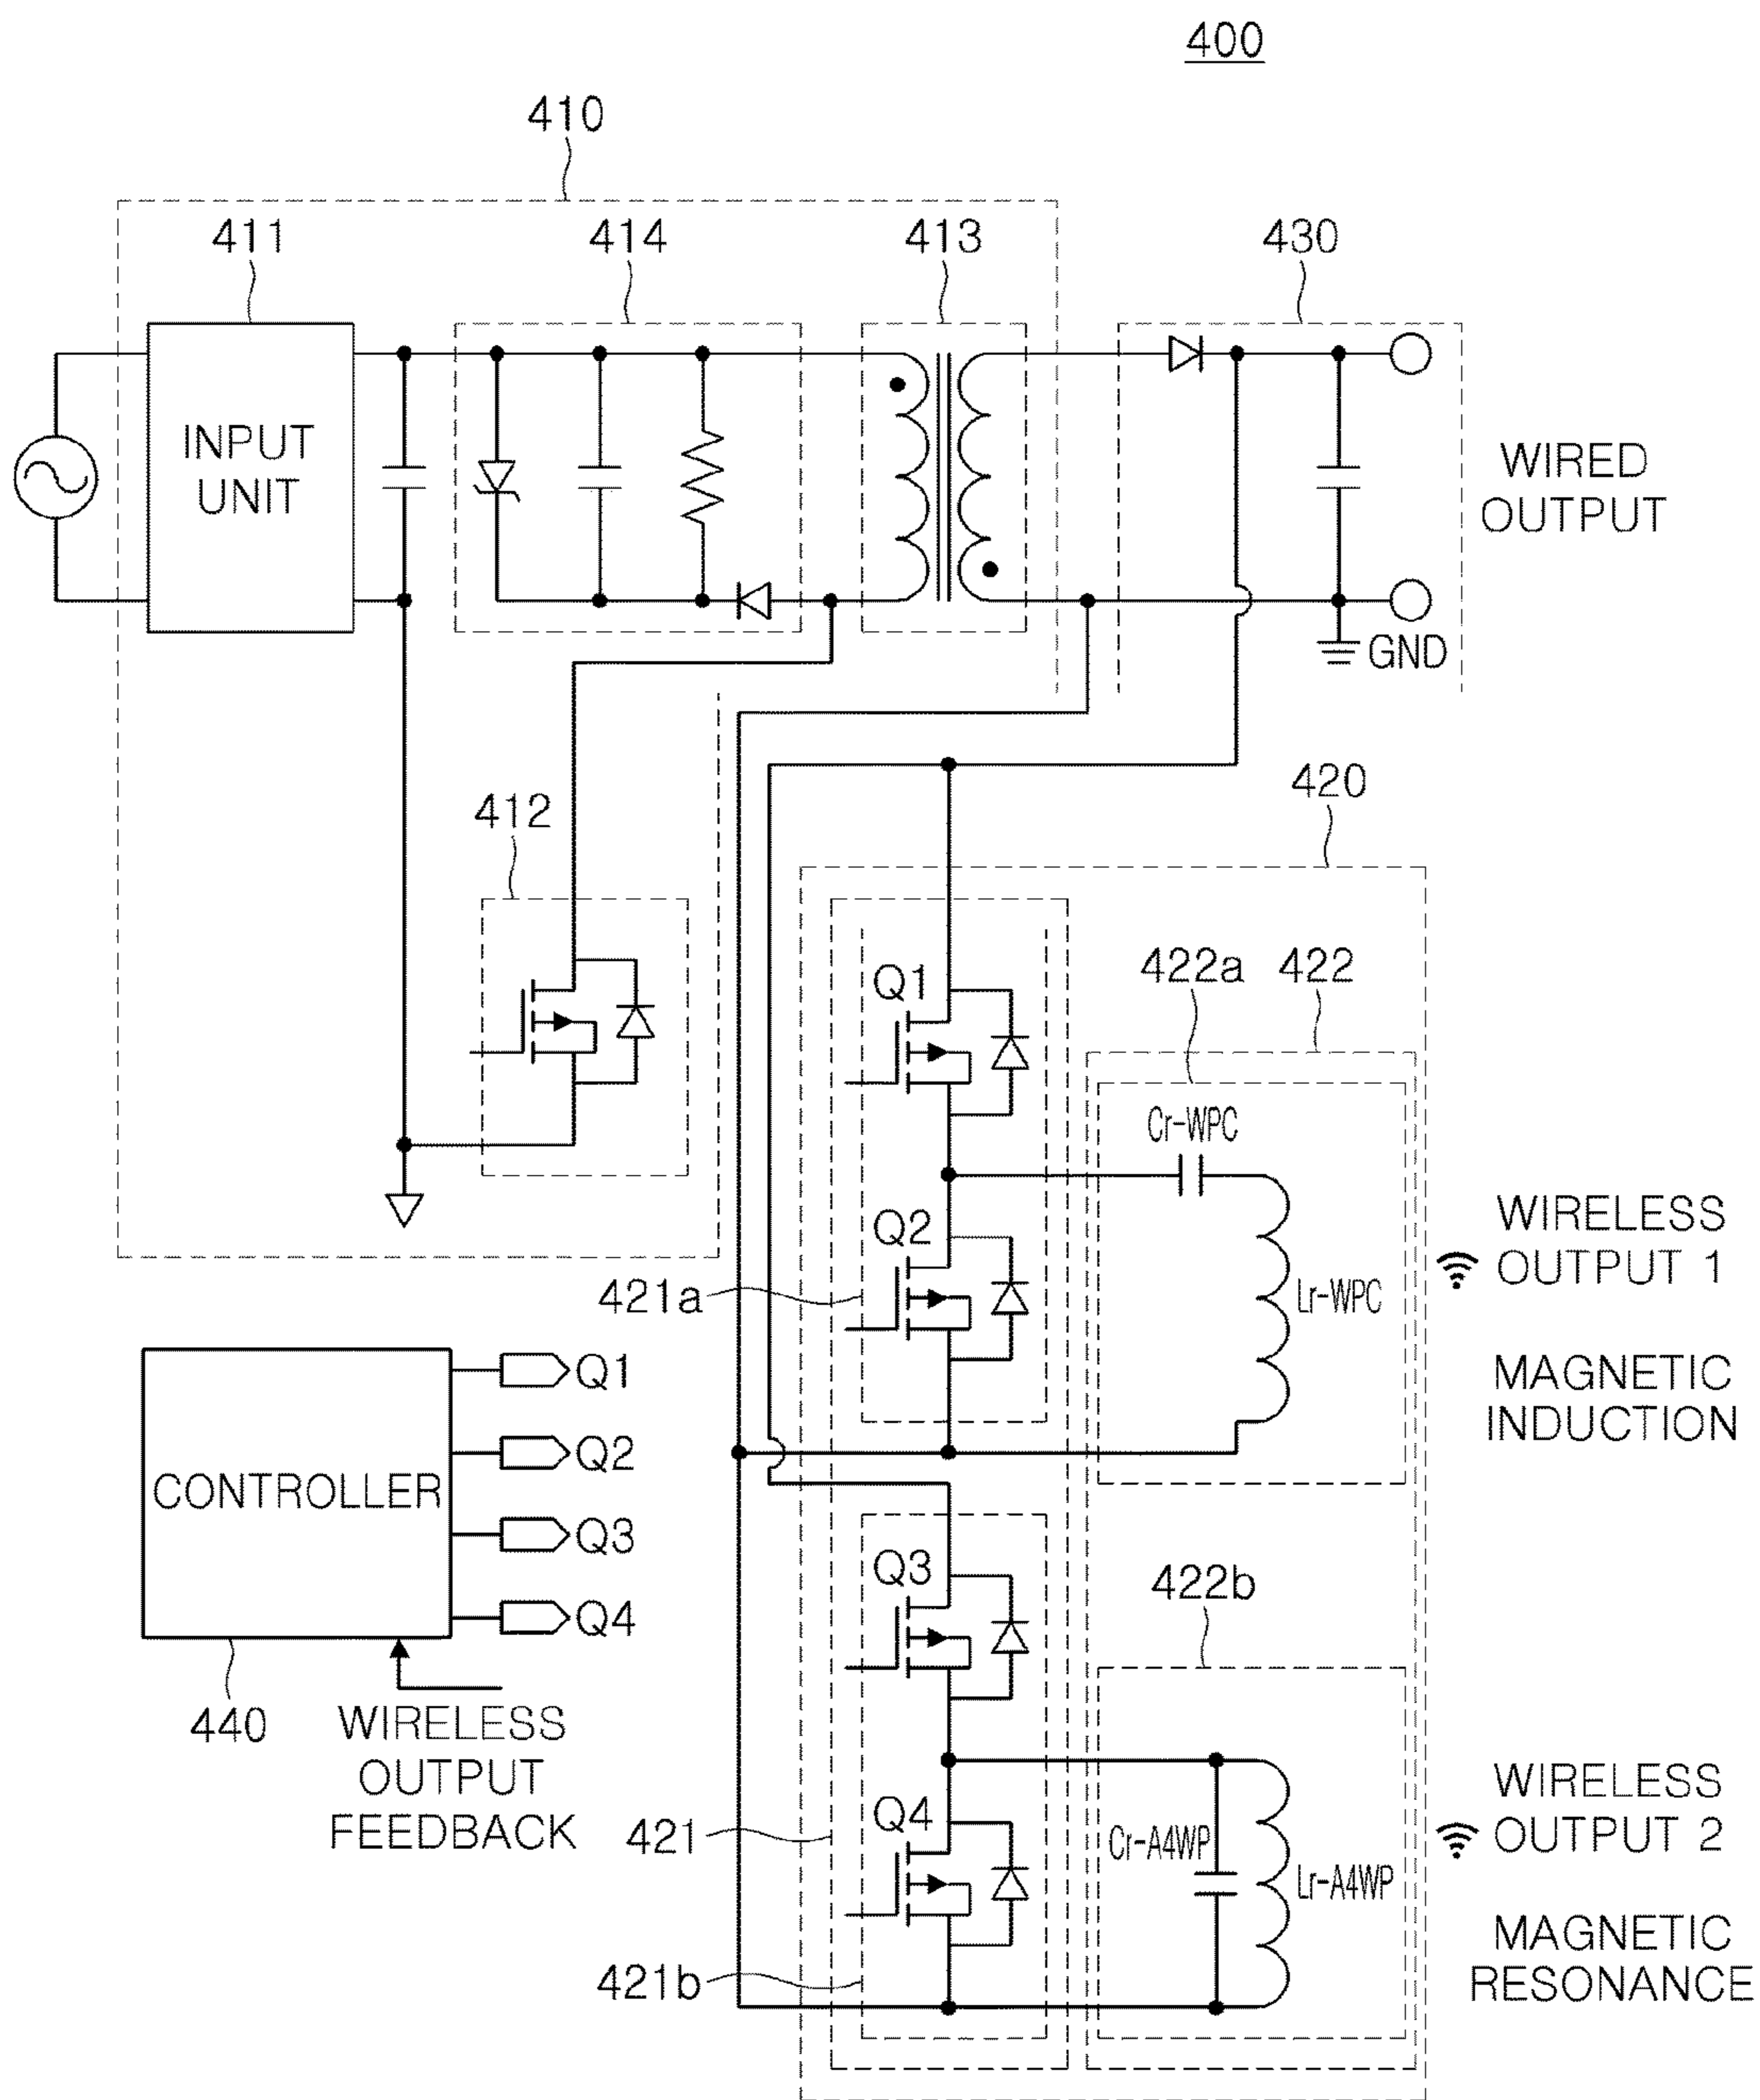 400
410
411
414
413
430
INPUT
UNIT
WIRED
OUTPUT
GND
412
420
Q1
422a
422
Cr-WPC
Q2
Lr-WPC
421a
WIRELESS
OUTPUT 1
MAGNETIC
INDUCTION
CONTROLLER
Q1
Q2
Q3
Q4
440
WIRELESS
OUTPUT
FEEDBACK
Q3
422b
Q4
421
Cr-A4WP
Lr-A4WP
421b
WIRELESS
OUTPUT 2
MAGNETIC
RESONANCE